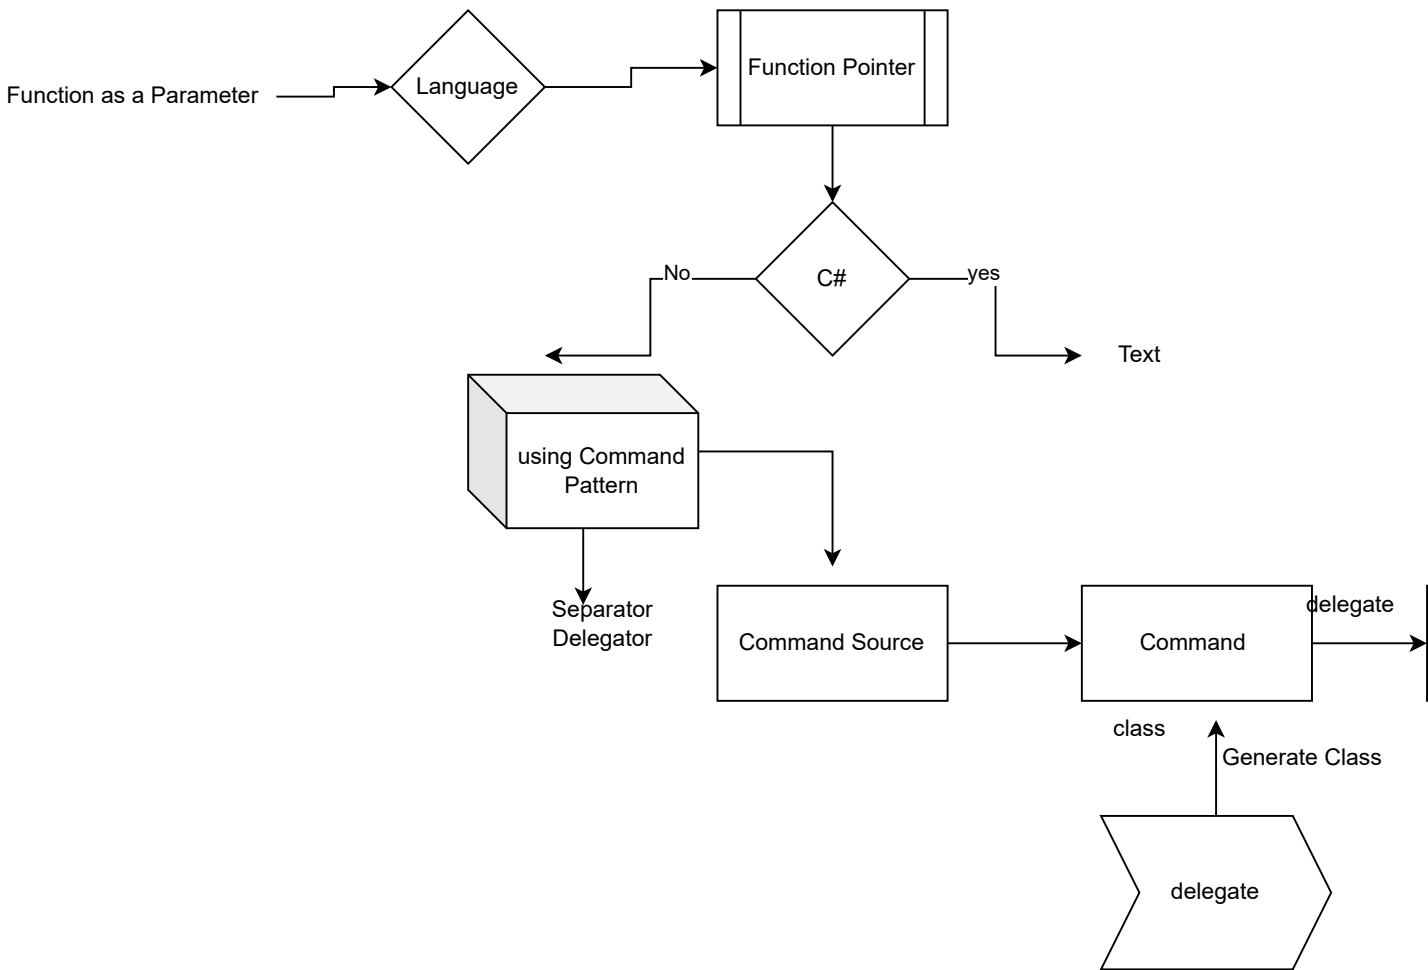 Function as a Parameter
Language
Function Pointer
C#
No
yes
Text
using Command
Pattern
Separator
Delegator
Command Source
Command
delegate
class
Generate Class
delegate